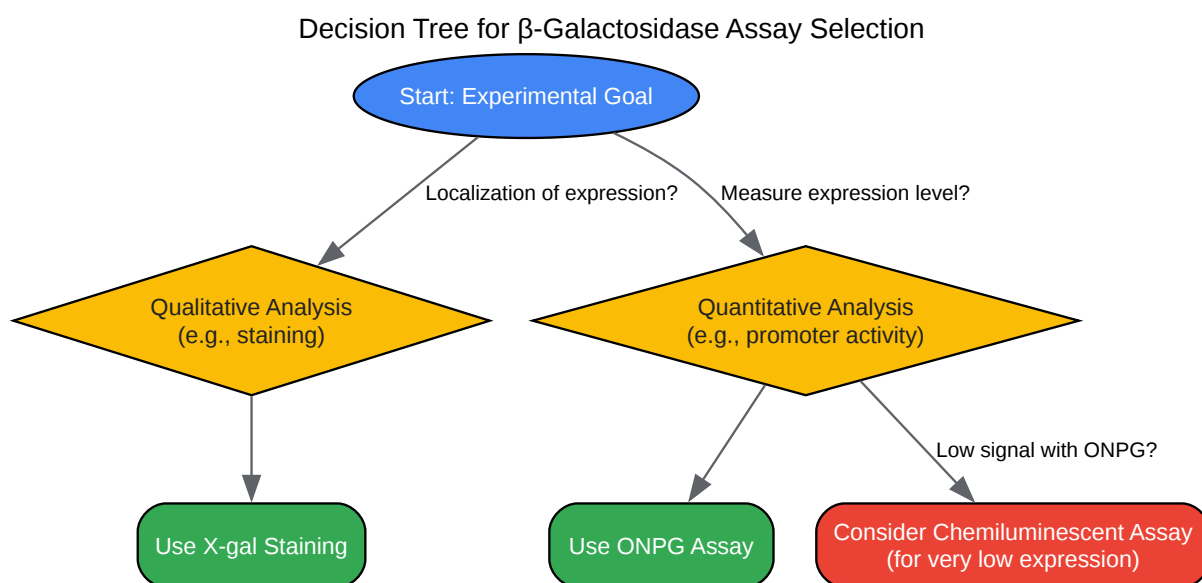 Decision Tree for β-Galactosidase Assay Selection
Start: Experimental Goal
Localization of expression?
Measure expression level?
Qualitative Analysis
(e.g., staining)
Quantitative Analysis
(e.g., promoter activity)
Low signal with ONPG?
Use X-gal Staining
Use ONPG Assay
Consider Chemiluminescent Assay
(for very low expression)